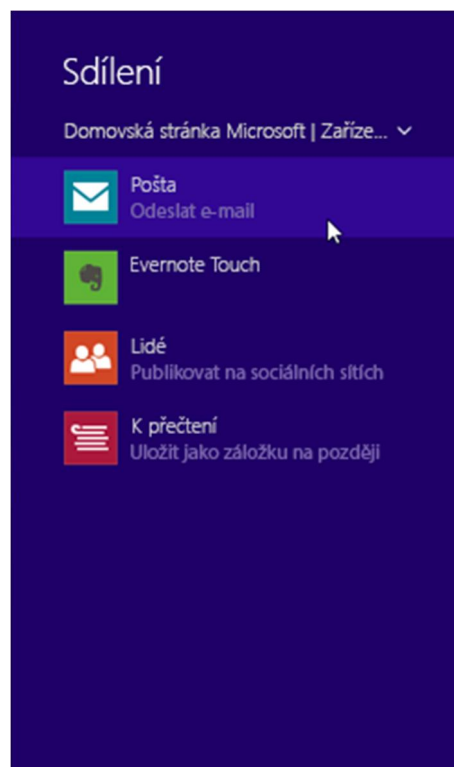 Sdílení
Domovská stránka Microsoft | Zaříze...
Pošta
Odeslat e-mail
Evernote Touch
Lidé
Publikovat na sociálních sítích
K přečtení
Uložit jako záložku na později